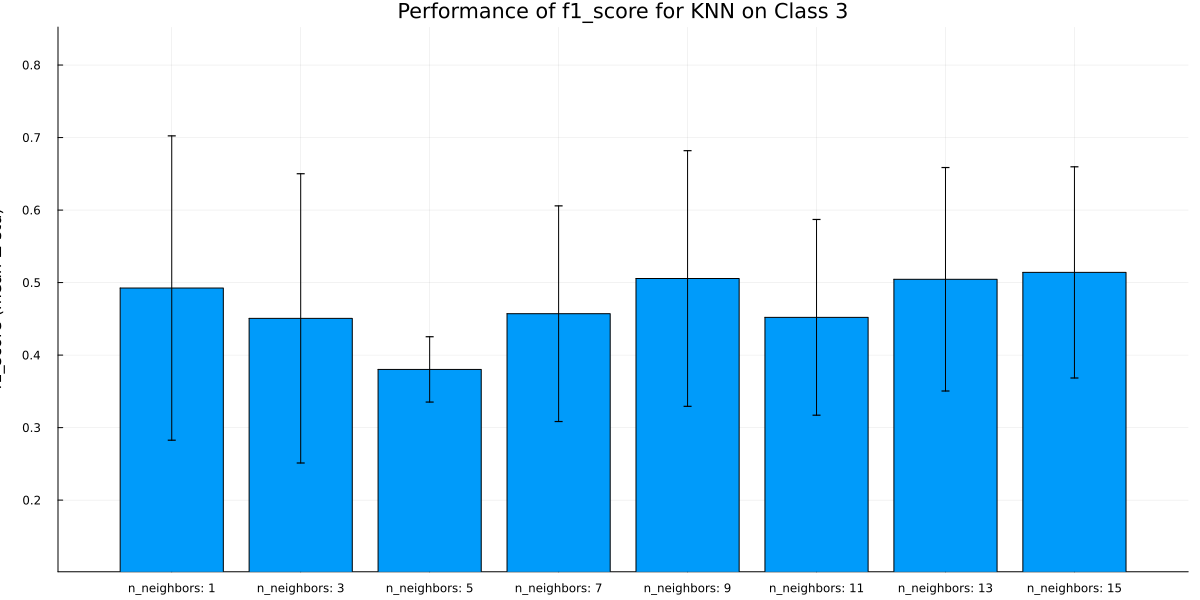 Performance of f1_score for KNN on Class 3
0.8
0.7
0.6
0.5
0.4
0.3
0.2
n_neighbors: 1
n_neighbors: 3
n_neighbors: 5
n_neighbors: 7
n_neighbors: 9
n_neighbors: 11
n_neighbors: 13
n_neighbors: 15